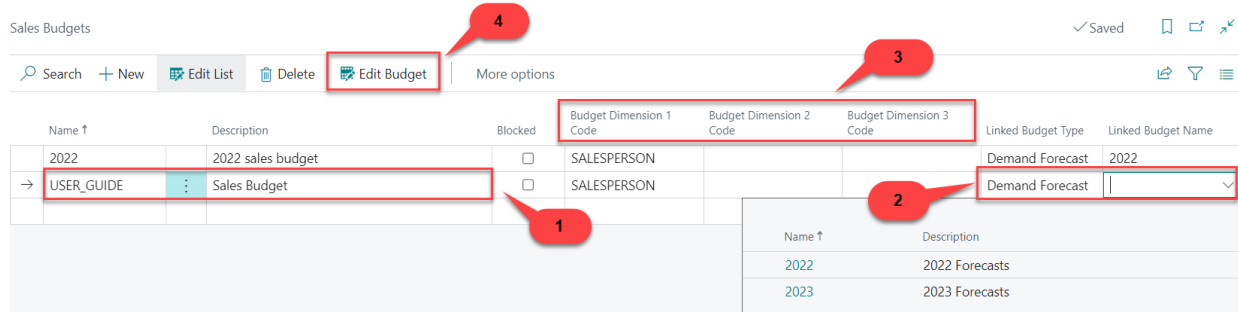 4
Sales Budgets
Saved
3
Search
New
Edit List
Delete
Edit Budget
More options
Name ↑
Description
Blocked
Budget Dimension 1
Code
Budget Dimension 2
Code
Budget Dimension 3
Code
Linked Budget Type
Linked Budget Name
2022
2022 sales budget
SALESPERSON
Demand Forecast
2022
USER_GUIDE
Sales Budget
SALESPERSON
Demand Forecast
2
1
Name ↑
Description
2022
2022 Forecasts
2023
2023 Forecasts